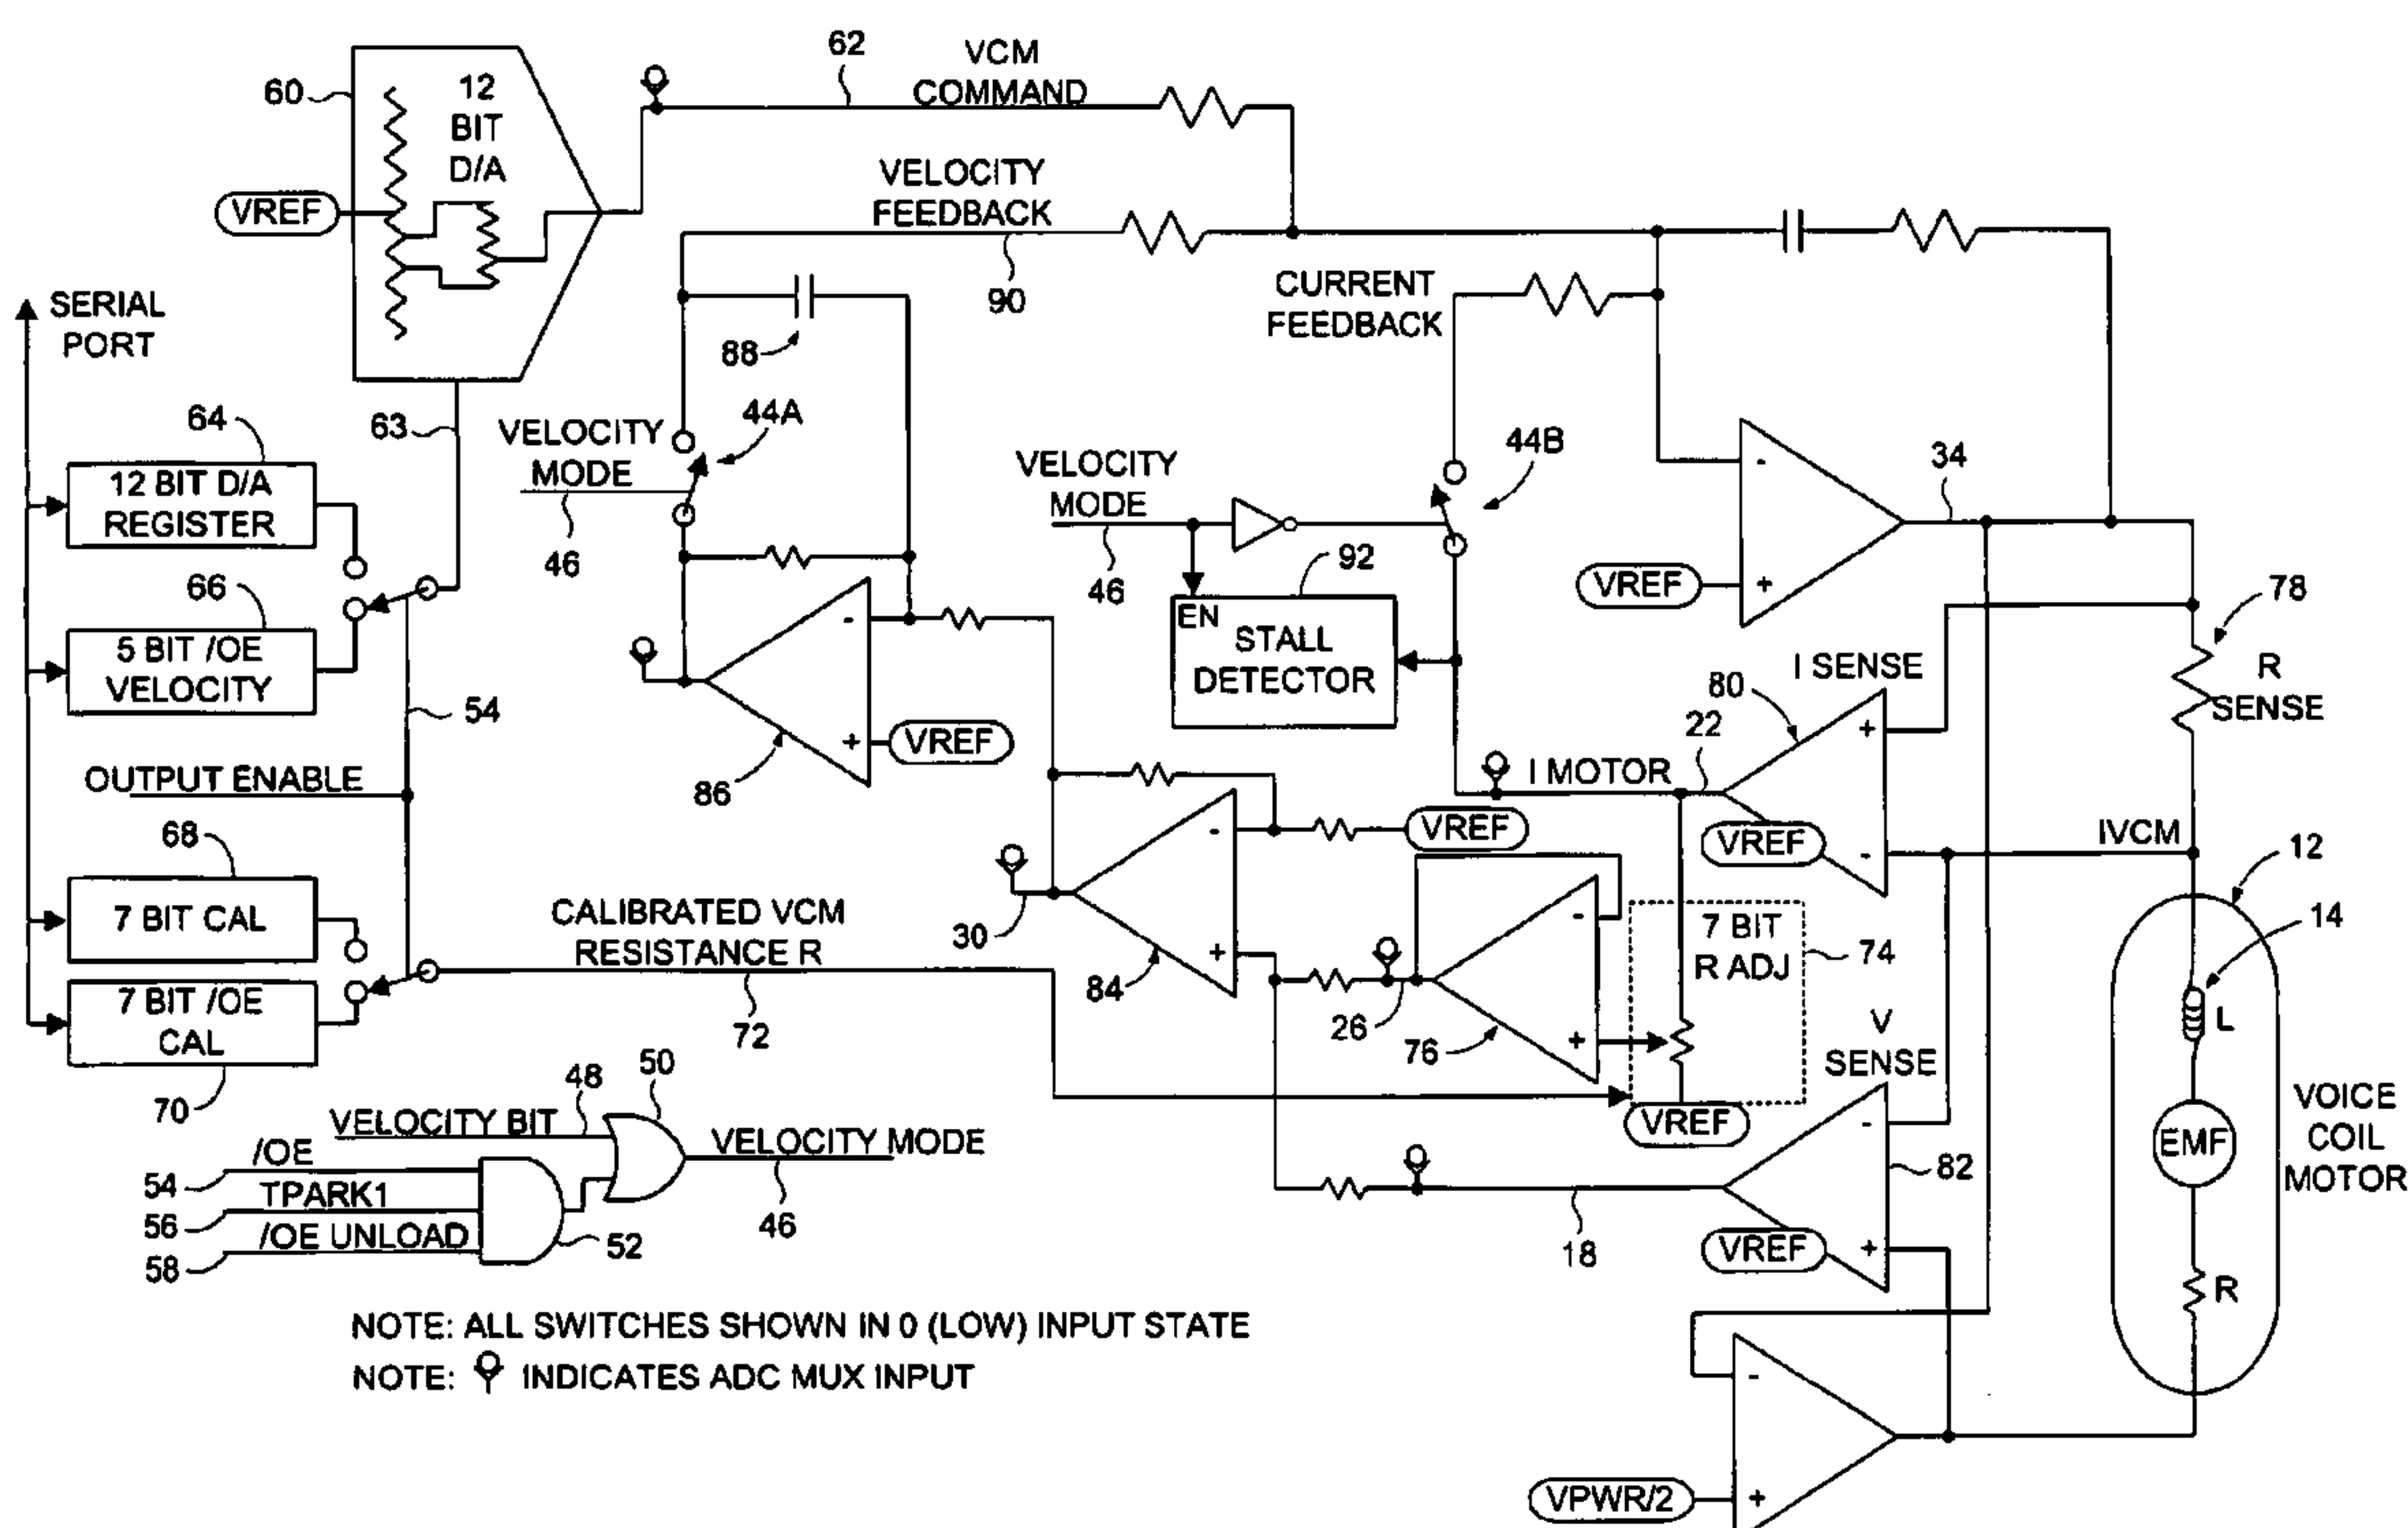 62
VCM
COMMAND
60
12
BIT
D/A
VREF
VELOCITY
FEEDBACK
90
CURRENT
FEEDBACK
SERIAL
PORT
88
63
64
12 BIT D/A
REGISTER
66
5 BIT /OE
VELOCITY
54
VELOCITY
MODE
46
44A
VELOCITY
MODE
46
44B
92
EN
STALL
DETECTOR
-
+
VREF
34
78
R
SENSE
I SENSE
80
22
I MOTOR
+
-
VREF
IVCM
12
14
L
EMF
R
VOICE
COIL
MOTOR
-
+
VREF
86
OUTPUT ENABLE
68
7 BIT CAL
7 BIT /OE
CAL
70
CALIBRATED VCM
RESISTANCE R
72
30
-
+
84
VREF
26
-
+
76
7 BIT
R ADJ
74
VREF
V
SENSE
-
+
82
VREF
18
48
50
VELOCITY BIT
VELOCITY MODE
46
/OE
54
TPARK1
56
/OE UNLOAD
58
52
NOTE: ALL SWITCHES SHOWN IN 0 (LOW) INPUT STATE
NOTE: INDICATES ADC MUX INPUT
-
+
VPWR/2